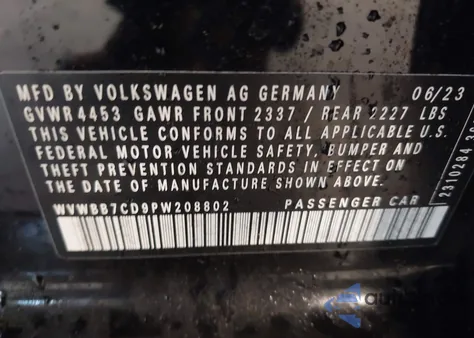 MFD BY VOLKSWAGEN AG GERMANY 06/23
GVWR 4453 GAWR FRONT 2337 / REAR 2227 LBS
THIS VEHICLE CONFORMS TO ALL APPLICABLE U.S.
FEDERAL MOTOR VEHICLE SAFETY, BUMPER AND
THEFT PREVENTION STANDARDS IN EFFECT ON
THE DATE OF MANUFACTURE SHOWN ABOVE.
WVWBB7CD9PW208802 PASSENGER CAR
2310284